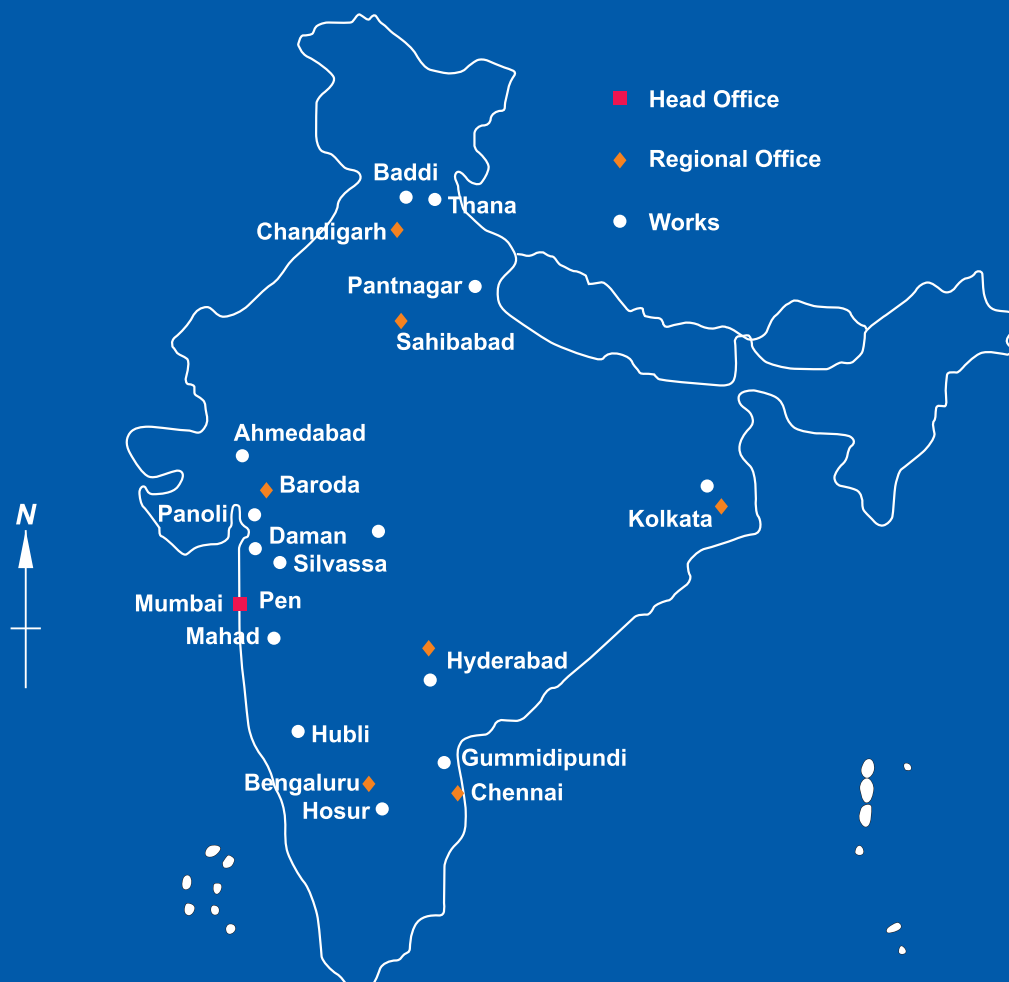 Head Office
Regional Office
Works
Baddi
Thana
Chandigarh
Pantnagar
Sahibabad
Ahmedabad
Baroda
Panoli
Kolkata
N
Daman
Silvassa
Mumbai
Pen
Mahad
Hyderabad
Hubli
Gummidipundi
Bengaluru
Chennai
Hosur